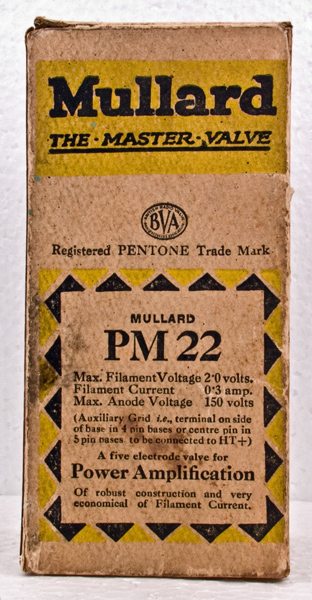 Mullard
THE · MASTER · VALVE
BVA
Registered PENTONE Trade Mark
MULLARD
PM 22
Max. Filament Voltage 2·0 volts.
Filament Current 0·3 amp.
Max. Anode Voltage 150 volts
(Auxiliary Grid i.e., terminal on side
of base in 4 pin bases or centre pin in
5 pin bases to be connected to HT+)
A five electrode valve for
Power Amplification
Of robust construction and very
economical of Filament Current.